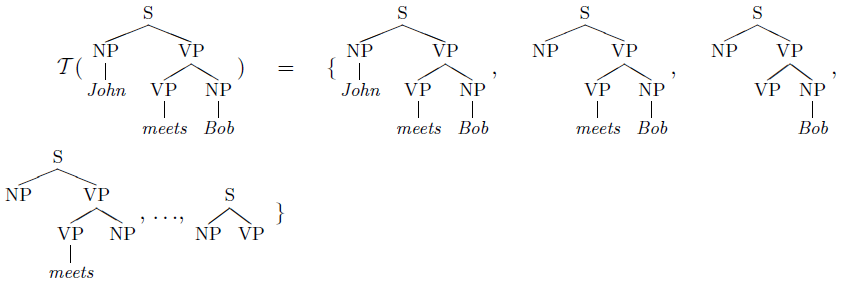 S S S S
NP VP NP VP NP VP NP VP
𝒯( ) = { , , ,
John VP NP John VP NP VP NP VP NP
meets Bob meets Bob meets Bob Bob
S
NP VP S
, ..., }
VP NP NP VP
meets